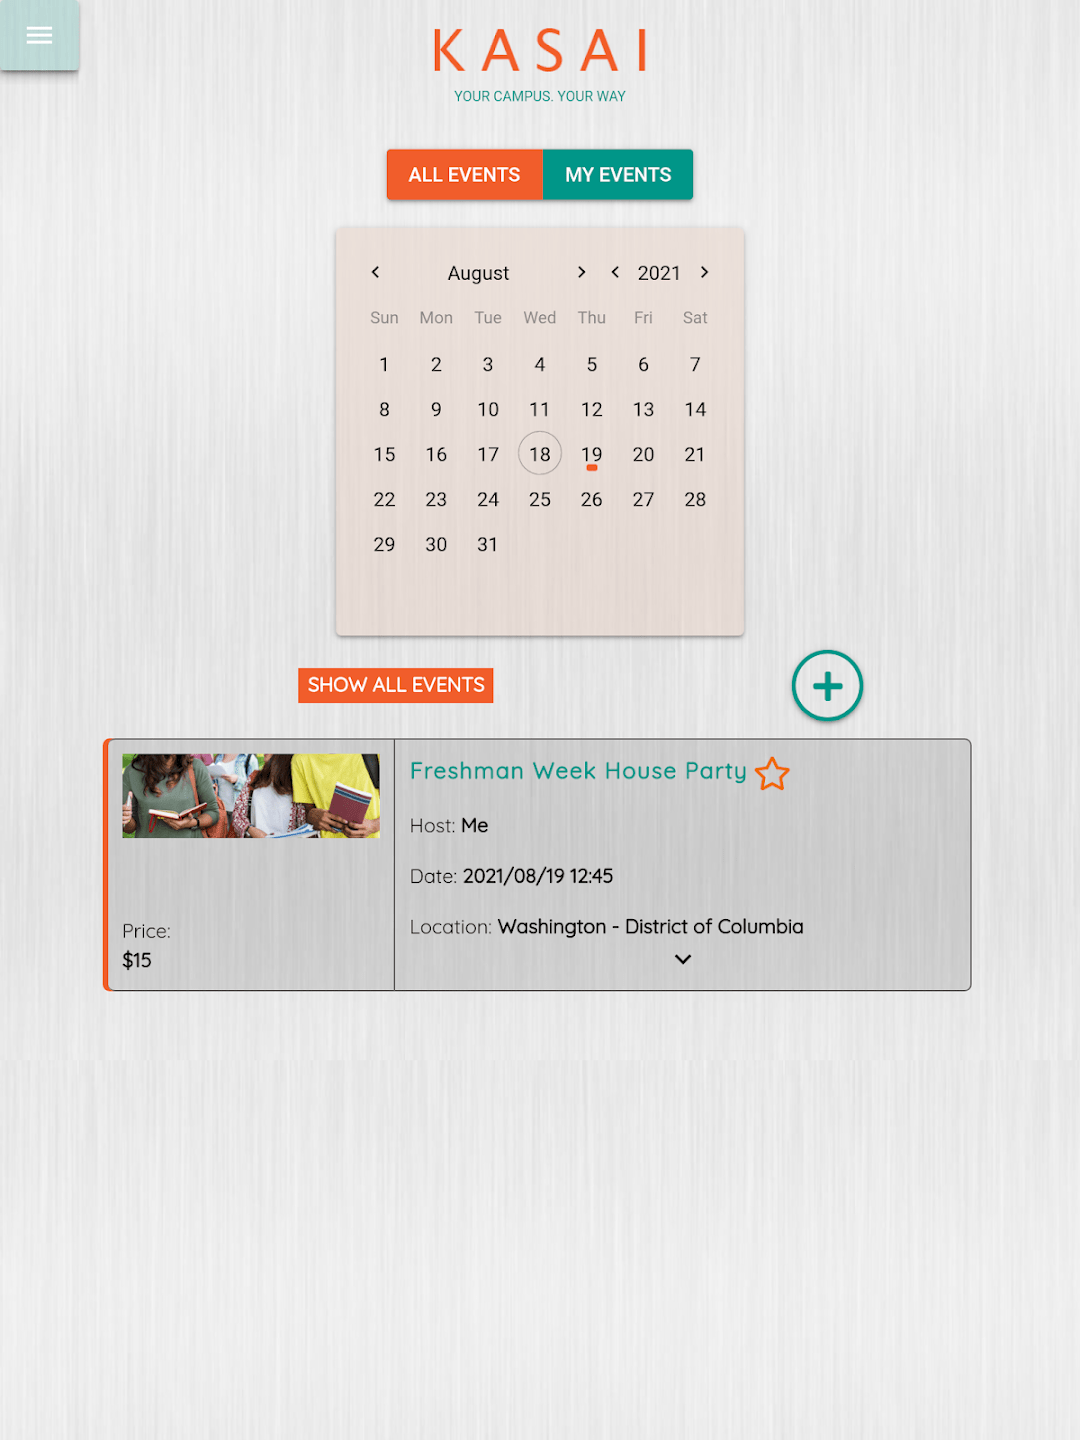 KASAI
YOUR CAMPUS. YOUR WAY
ALL EVENTS MY EVENTS
August 2021
Sun Mon Tue Wed Thu Fri Sat
1 2 3 4 5 6 7
8 9 10 11 12 13 14
15 16 17 18 19 20 21
22 23 24 25 26 27 28
29 30 31
SHOW ALL EVENTS
Freshman Week House Party
Host: Me
Date: 2021/08/19 12:45
Location: Washington - District of Columbia
Price:
$15